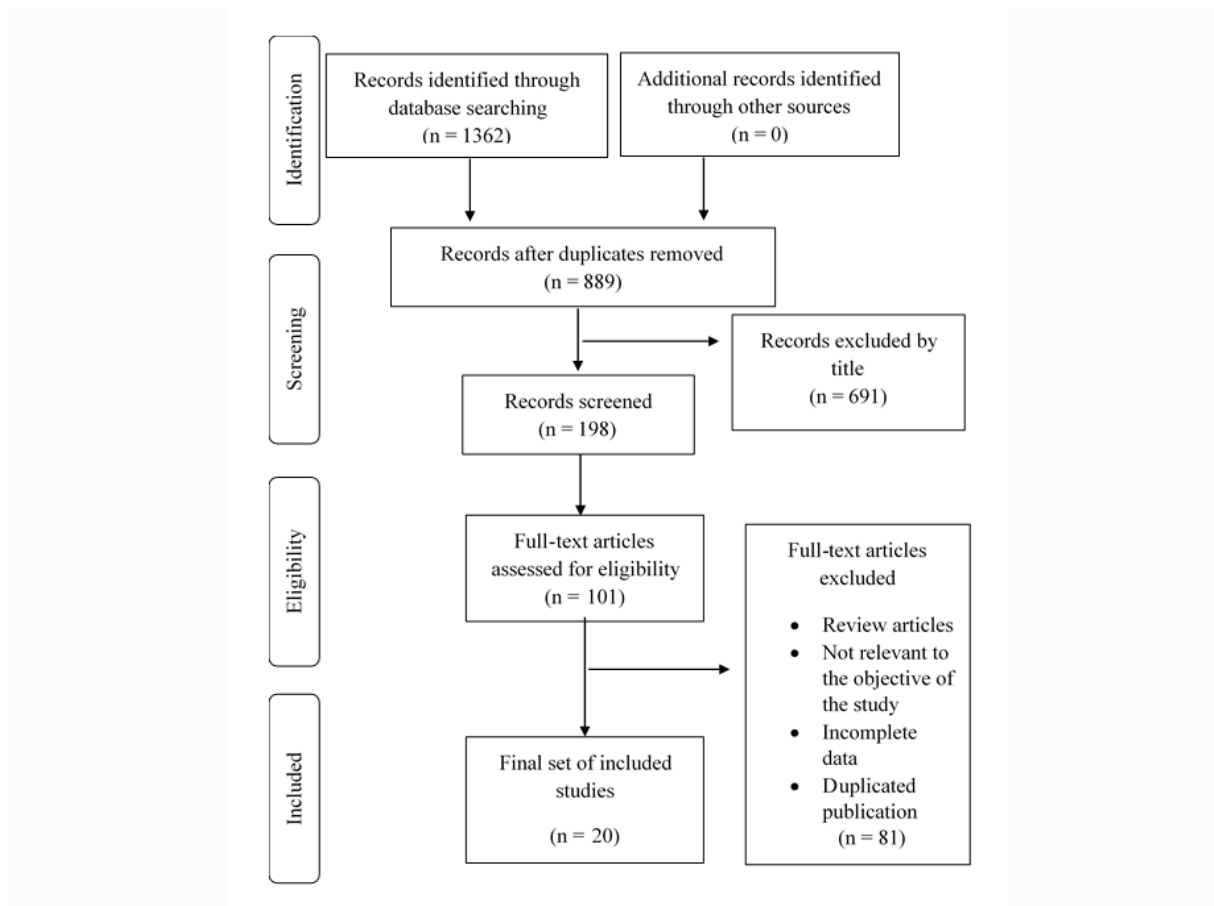 Identification
Records identified through
database searching
(n = 1362)
Additional records identified
through other sources
(n = 0)
Records after duplicates removed
(n = 889)
Screening
Records excluded by
title
(n = 691)
Records screened
(n = 198)
Eligibility
Full-text articles
assessed for eligibility
(n = 101)
Full-text articles
excluded
• Review articles
• Not relevant to
the objective of
the study
• Incomplete
data
• Duplicated
publication
(n = 81)
Included
Final set of included
studies
(n = 20)